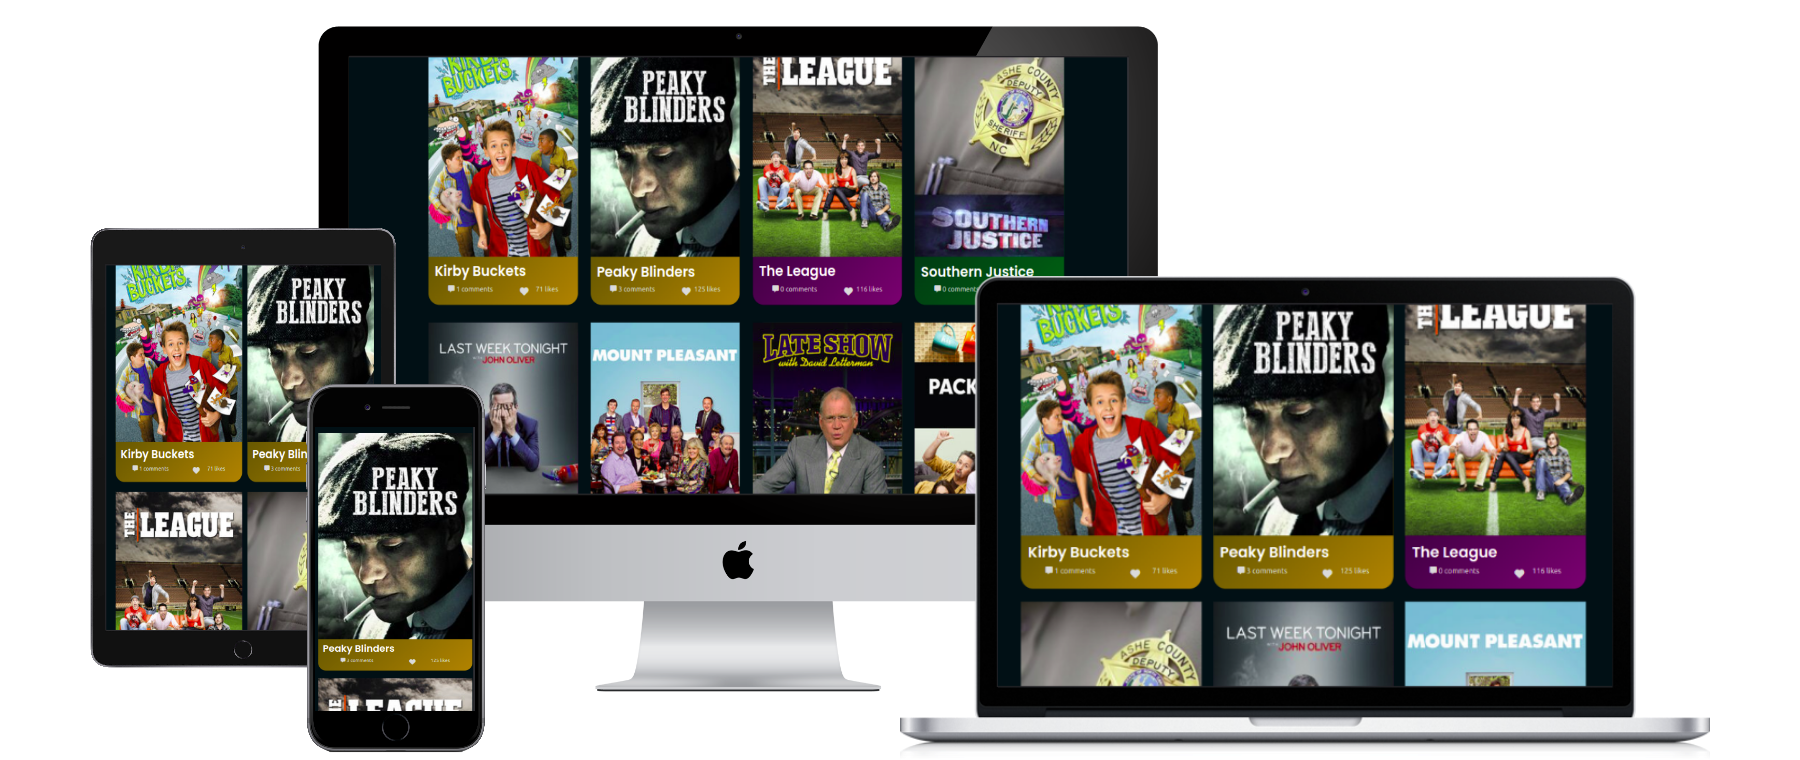 KIRBY
BUCKETS
PEAKY
BLINDERS
THE LEAGUE
ASHE COUNTY
DEPUTY
SHERIFF
NC
SOUTHERN
JUSTICE
Kirby Buckets
1 comments 71 likes
Peaky Blinders
3 comments 125 likes
The League
0 comments 116 likes
Southern Justice
0 comments
LAST WEEK TONIGHT
WITH JOHN OLIVER
MOUNT PLEASANT
LATE SHOW
with David Letterman
PACK
KIRBY
BUCKETS
PEAKY
BLINDERS
Kirby Buckets
1 comments 71 likes
Peaky Blin
3 comments
THE LEAGUE
PEAKY
BLINDERS
Peaky Blinders
3 comments 125 likes
THE LEAGUE
BUCKETS
PEAKY
BLINDERS
THE LEAGUE
Kirby Buckets
1 comments 71 likes
Peaky Blinders
3 comments 125 likes
The League
0 comments 116 likes
ASHE COUNTY
DEPUTY
LAST WEEK TONIGHT
WITH JOHN OLIVER
MOUNT PLEASANT